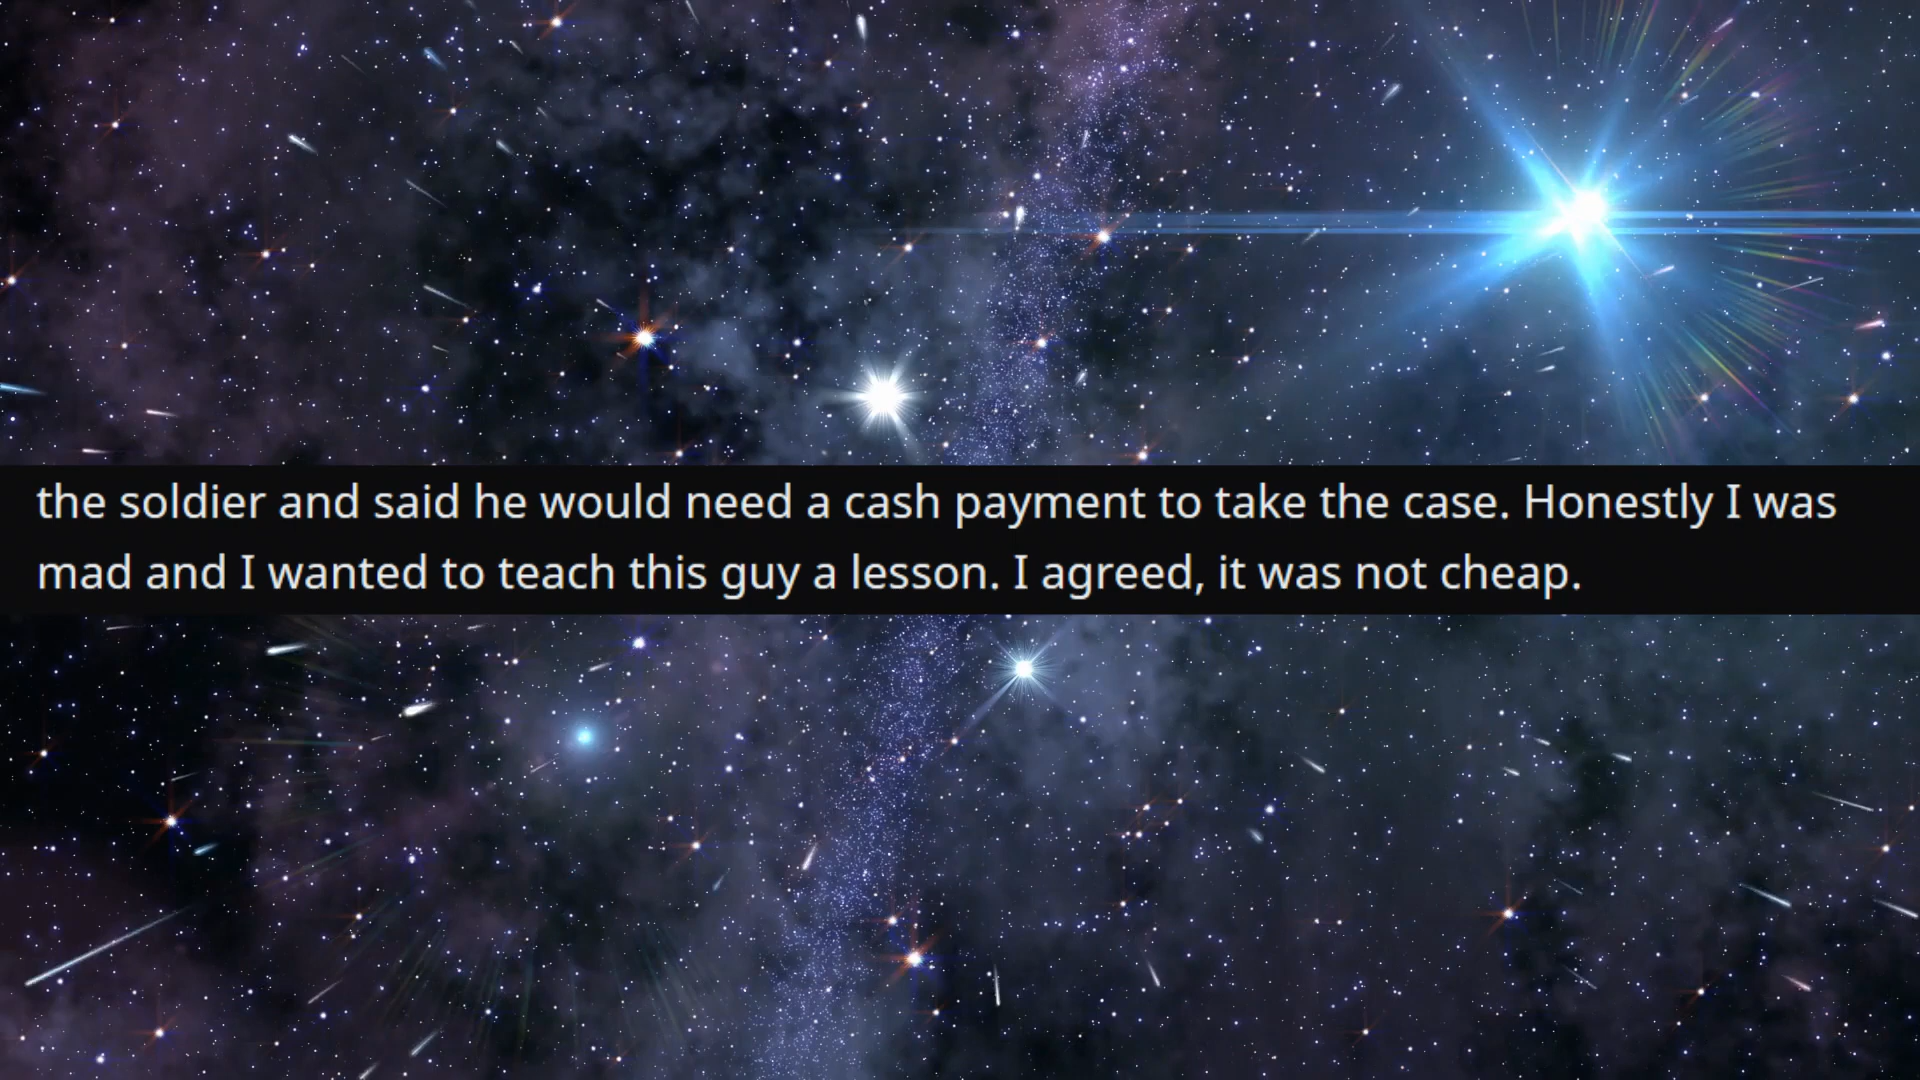 the soldier and said he would need a cash payment to take the case. Honestly I was
mad and I wanted to teach this guy a lesson. I agreed, it was not cheap.